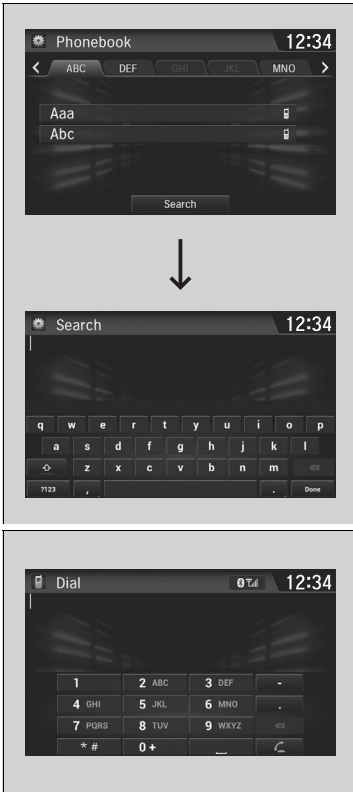 Phonebook 12:34
ABC DEF GHI JKL MNO
Aaa
Abc
Search
Search 12:34
q w e r t y u i o p
a s d f g h j k l
z x c v b n m
?123 , . Done
Dial 12:34
1 2 ABC 3 DEF -
4 GHI 5 JKL 6 MNO .
7 PQRS 8 TUV 9 WXYZ
* # 0 + _